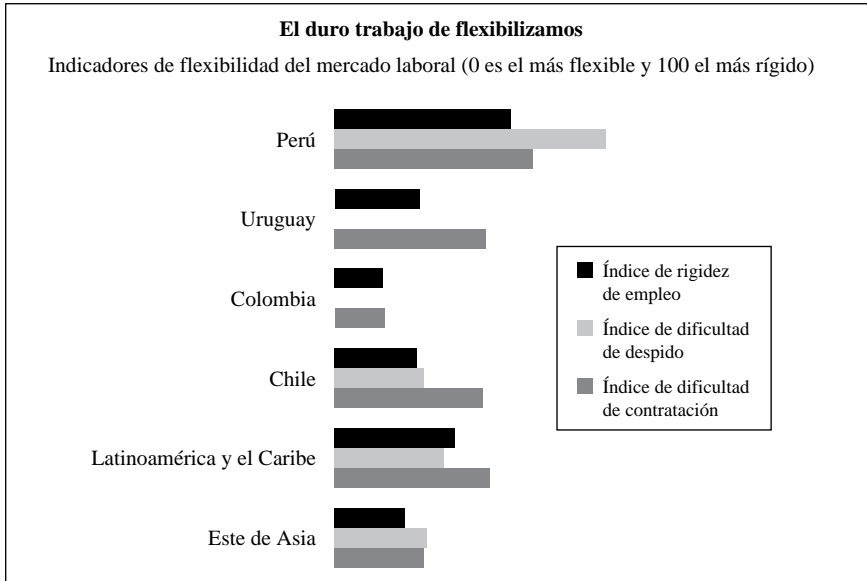 El duro trabajo de flexibilizamos
Indicadores de flexibilidad del mercado laboral (0 es el más flexible y 100 el más rígido)
Perú
Uruguay
Colombia
Chile
Latinoamérica y el Caribe
Este de Asia
Índice de rigidez
de empleo
Índice de dificultad
de despido
Índice de dificultad
de contratación